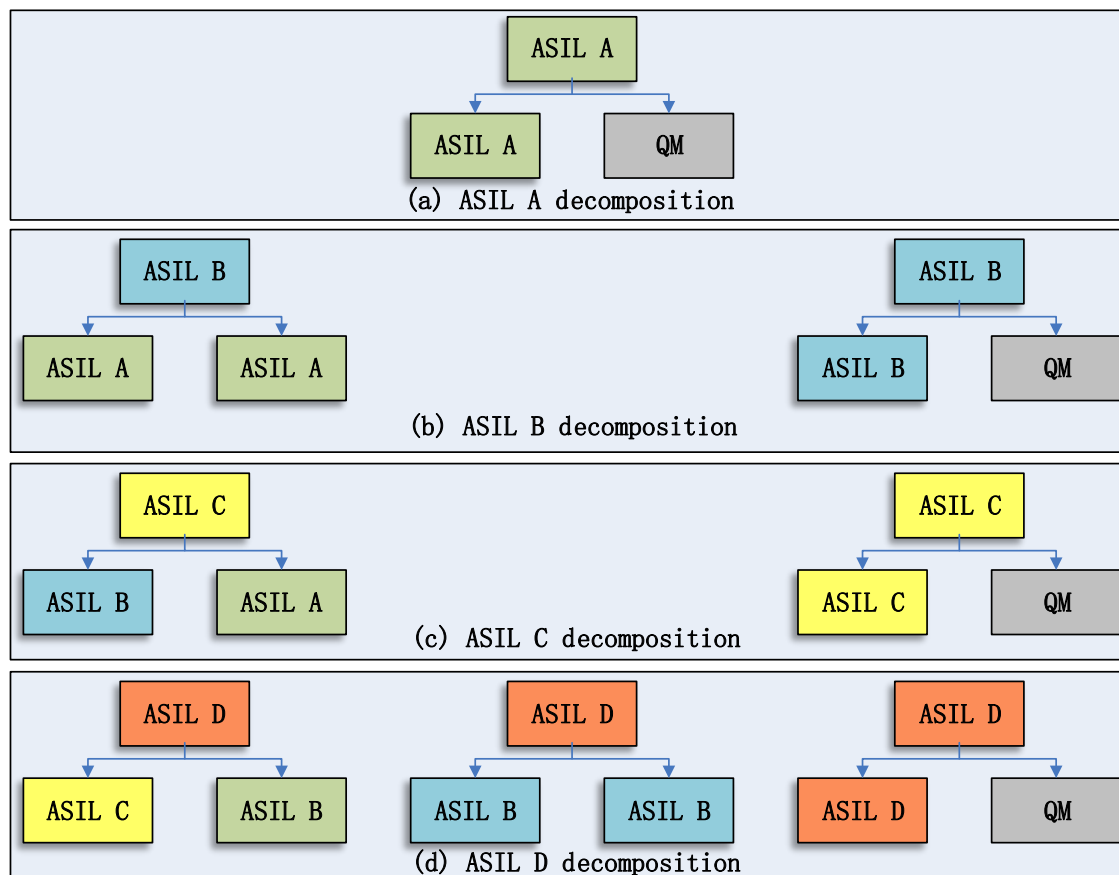 ASIL A
ASIL A QM
(a) ASIL A decomposition
ASIL B ASIL B
ASIL A ASIL A ASIL B QM
(b) ASIL B decomposition
ASIL C ASIL C
ASIL B ASIL A ASIL C QM
(c) ASIL C decomposition
ASIL D ASIL D ASIL D
ASIL C ASIL B ASIL B ASIL B ASIL D QM
(d) ASIL D decomposition